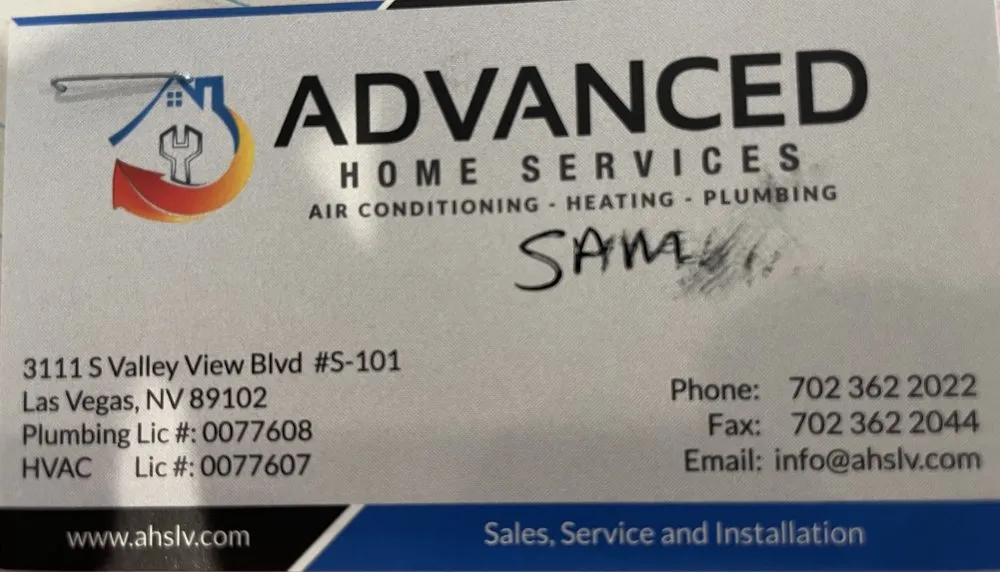 ADVANCED
HOME SERVICES
AIR CONDITIONING - HEATING - PLUMBING
SAM
3111 S Valley View Blvd #S-101
Las Vegas, NV 89102
Plumbing Lic #: 0077608
HVAC Lic #: 0077607
Phone: 702 362 2022
Fax: 702 362 2044
Email: info@ahslv.com
www.ahslv.com
Sales, Service and Installation